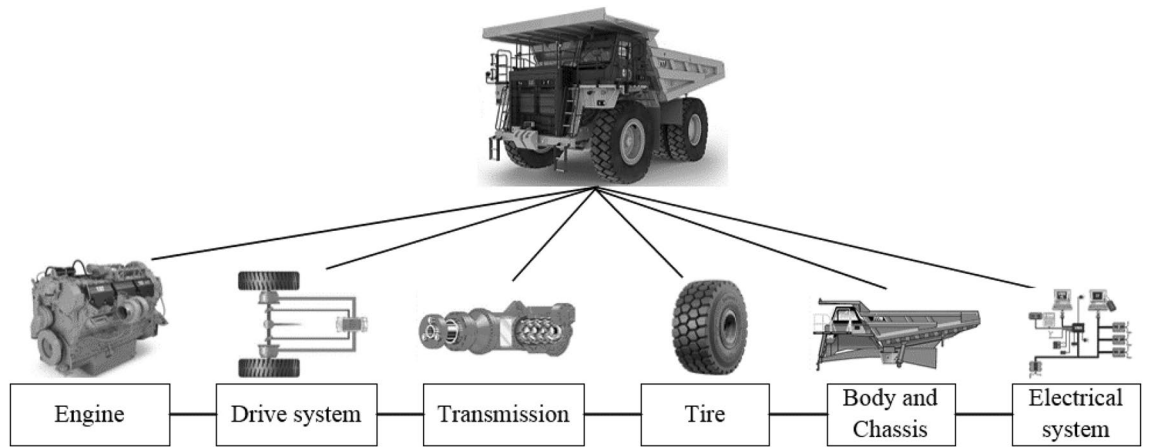 Engine
Drive system
Transmission
Tire
Body and
Chassis
Electrical
system